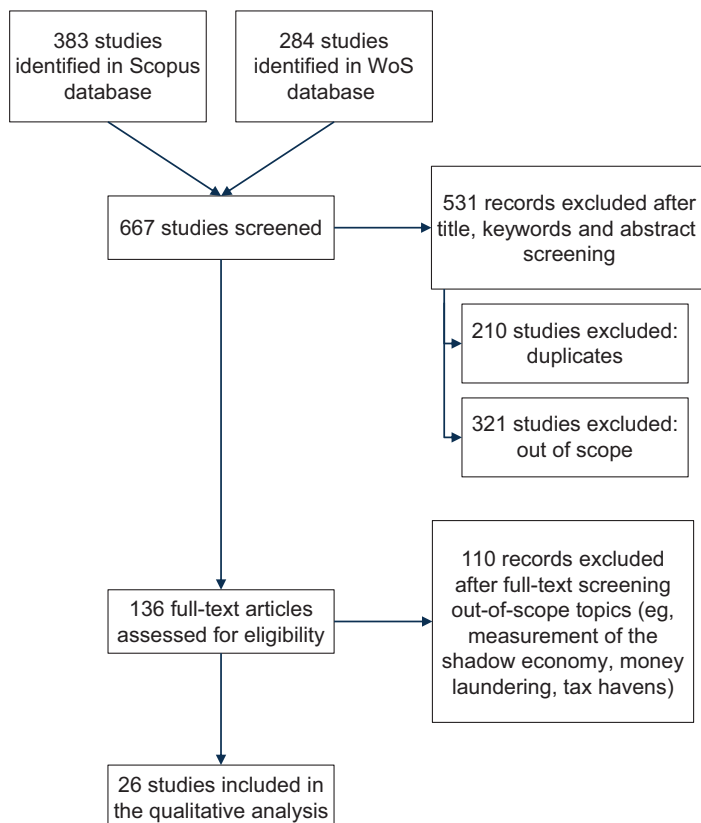 383 studies
identified in Scopus
database
284 studies
identified in WoS
database
667 studies screened
531 records excluded after
title, keywords and abstract
screening
210 studies excluded:
duplicates
321 studies excluded:
out of scope
136 full-text articles
assessed for eligibility
110 records excluded
after full-text screening
out-of-scope topics (eg,
measurement of the
shadow economy, money
laundering, tax havens)
26 studies included in
the qualitative analysis